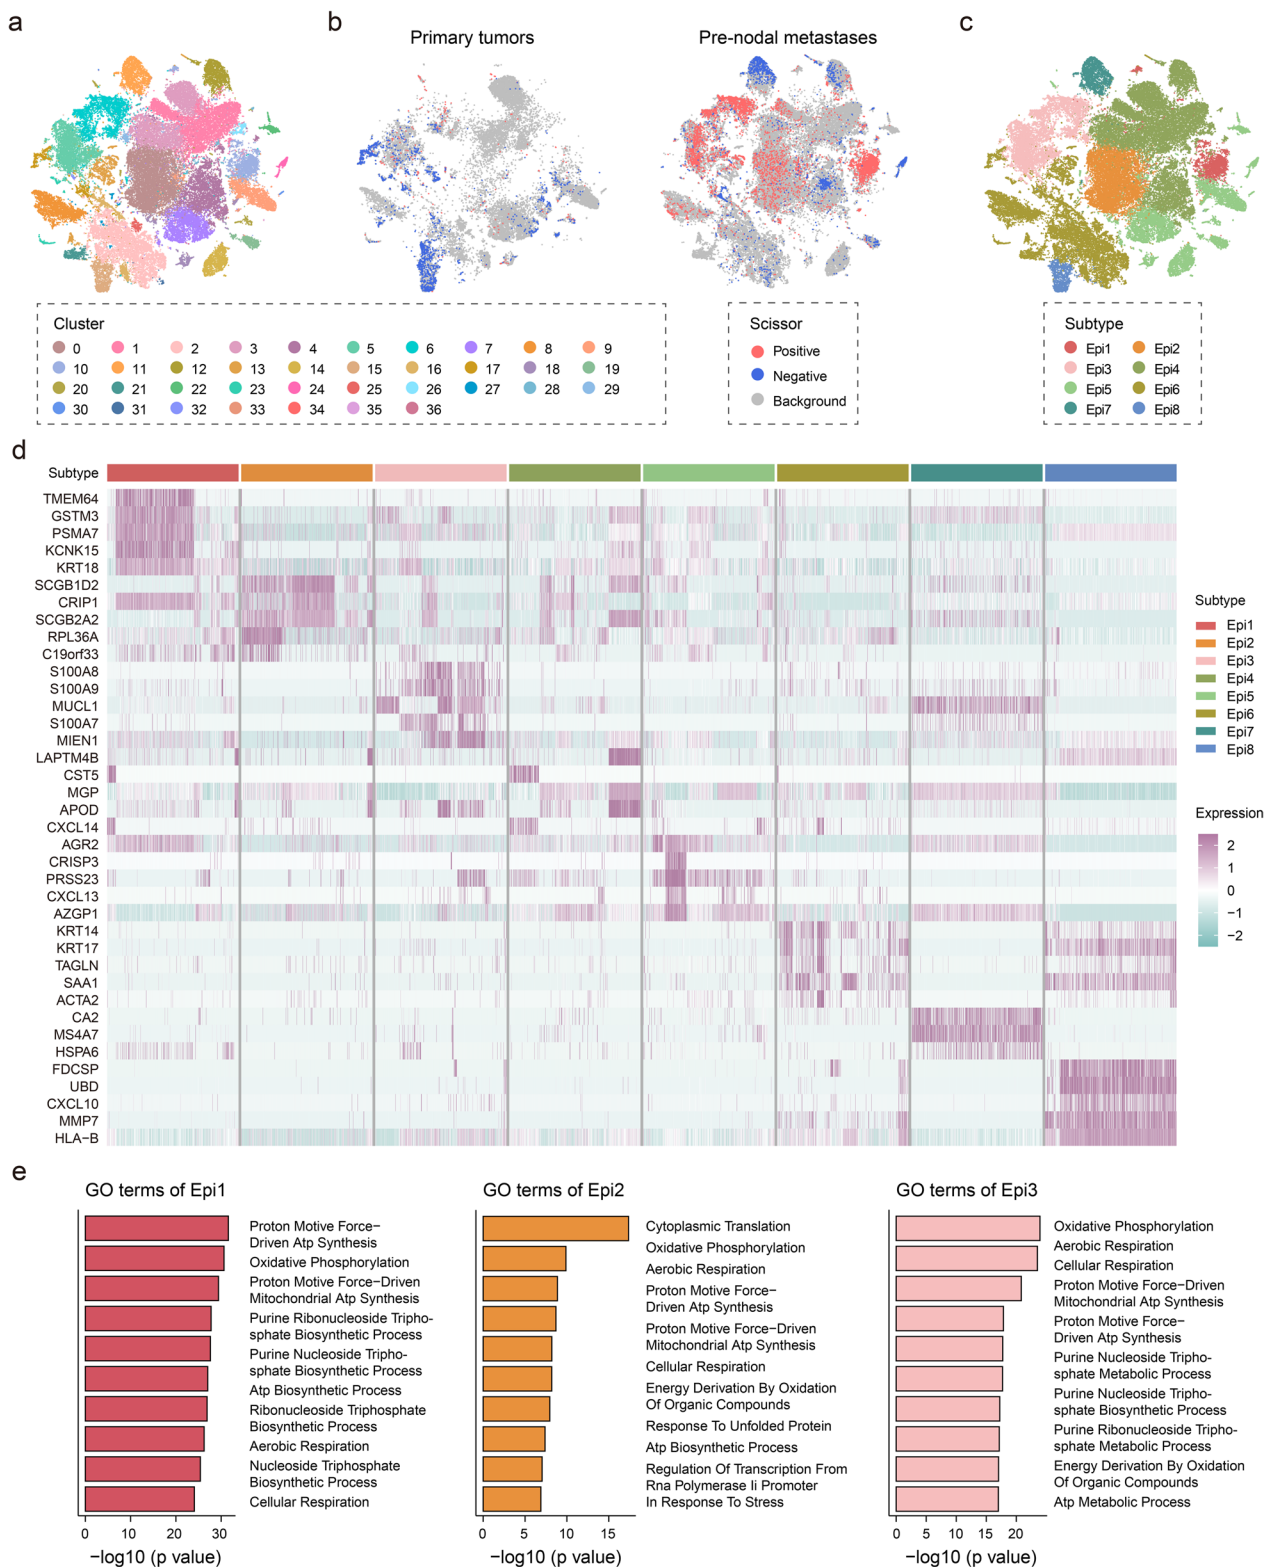 a
b
c
Primary tumors
Pre-nodal metastases
Cluster
0 1 2 3 4 5 6 7 8 9
10 11 12 13 14 15 16 17 18 19
20 21 22 23 24 25 26 27 28 29
30 31 32 33 34 35 36
Scissor
Positive
Negative
Background
Subtype
Epi1 Epi2
Epi3 Epi4
Epi5 Epi6
Epi7 Epi8
d
Subtype
TMEM64
GSTM3
PSMA7
KCNK15
KRT18
SCGB1D2
CRIP1
SCGB2A2
RPL36A
C19orf33
S100A8
S100A9
MUCL1
S100A7
MIEN1
LAPTM4B
CST5
MGP
APOD
CXCL14
AGR2
CRISP3
PRSS23
CXCL13
AZGP1
KRT14
KRT17
TAGLN
SAA1
ACTA2
CA2
MS4A7
HSPA6
FDCSP
UBD
CXCL10
MMP7
HLA−B
Subtype
Epi1
Epi2
Epi3
Epi4
Epi5
Epi6
Epi7
Epi8
Expression
2
1
0
−1
−2
e
GO terms of Epi1
Proton Motive Force−
Driven Atp Synthesis
Oxidative Phosphorylation
Proton Motive Force−Driven
Mitochondrial Atp Synthesis
Purine Ribonucleoside Tripho-
sphate Biosynthetic Process
Purine Nucleoside Tripho-
sphate Biosynthetic Process
Atp Biosynthetic Process
Ribonucleoside Triphosphate
Biosynthetic Process
Aerobic Respiration
Nucleoside Triphosphate
Biosynthetic Process
Cellular Respiration
0 10 20 30
−log10 (p value)
GO terms of Epi2
Cytoplasmic Translation
Oxidative Phosphorylation
Aerobic Respiration
Proton Motive Force−
Driven Atp Synthesis
Proton Motive Force−Driven
Mitochondrial Atp Synthesis
Cellular Respiration
Energy Derivation By Oxidation
Of Organic Compounds
Response To Unfolded Protein
Atp Biosynthetic Process
Regulation Of Transcription From
Rna Polymerase Ii Promoter
In Response To Stress
0 5 10 15
−log10 (p value)
GO terms of Epi3
Oxidative Phosphorylation
Aerobic Respiration
Cellular Respiration
Proton Motive Force−Driven
Mitochondrial Atp Synthesis
Proton Motive Force−
Driven Atp Synthesis
Purine Nucleoside Tripho-
sphate Metabolic Process
Purine Nucleoside Tripho-
sphate Biosynthetic Process
Purine Ribonucleoside Tripho-
sphate Metabolic Process
Energy Derivation By Oxidation
Of Organic Compounds
Atp Metabolic Process
0 5 10 15 20
−log10 (p value)